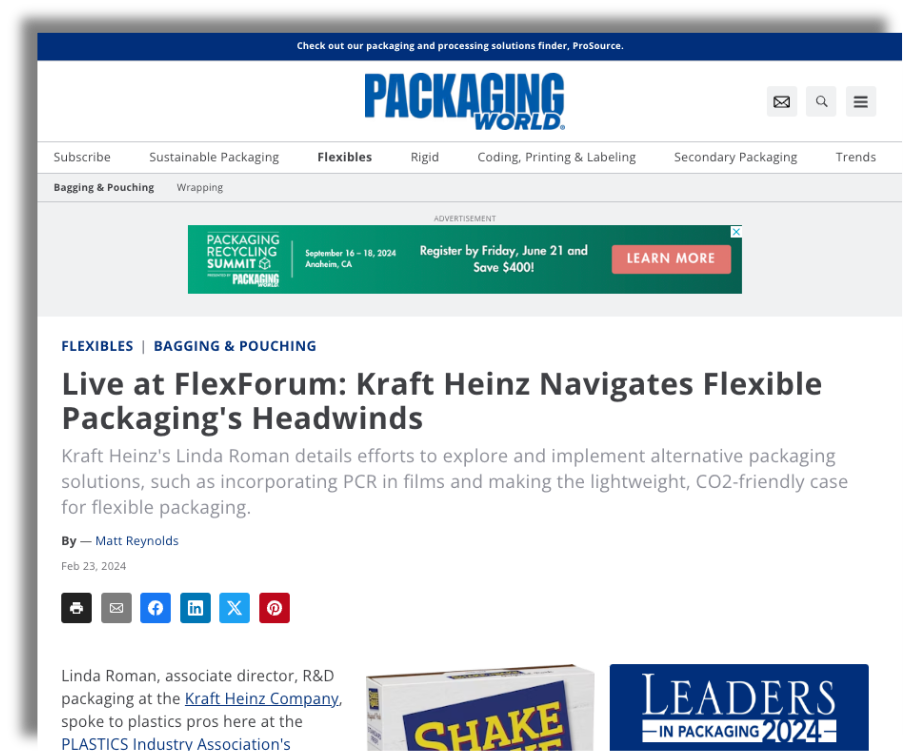 Check out our packaging and processing solutions finder, ProSource.
PACKAGING
WORLD®
Subscribe Sustainable Packaging Flexibles Rigid Coding, Printing & Labeling Secondary Packaging Trends
Bagging & Pouching Wrapping
ADVERTISEMENT
PACKAGING
RECYCLING
SUMMIT
PACKAGING
WORLD
September 16 – 18, 2024
Anaheim, CA
Register by Friday, June 21 and
Save $400!
LEARN MORE
FLEXIBLES | BAGGING & POUCHING
Live at FlexForum: Kraft Heinz Navigates Flexible
Packaging's Headwinds
Kraft Heinz's Linda Roman details efforts to explore and implement alternative packaging
solutions, such as incorporating PCR in films and making the lightweight, CO2-friendly case
for flexible packaging.
By — Matt Reynolds
Feb 23, 2024
Linda Roman, associate director, R&D
packaging at the Kraft Heinz Company,
spoke to plastics pros here at the
PLASTICS Industry Association's
SHAKE
LEADERS
IN PACKAGING 2024